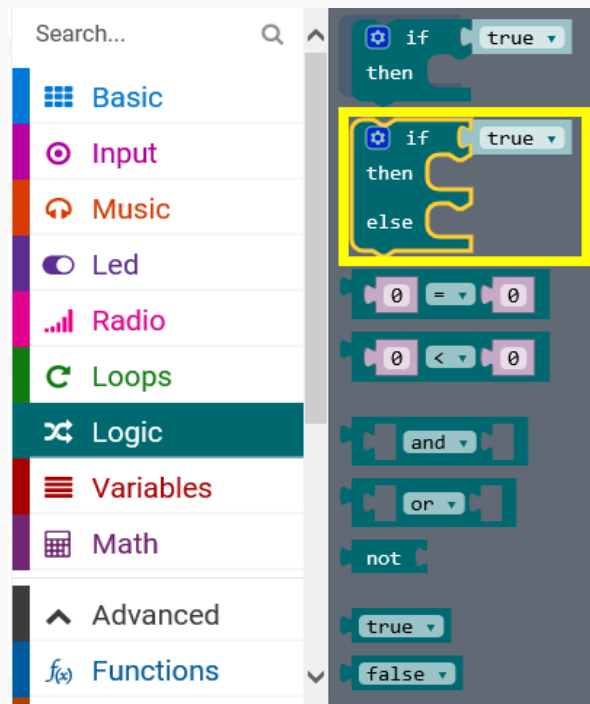 Search...
Basic
Input
Music
Led
Radio
Loops
Logic
Variables
Math
Advanced
f(x) Functions
if true
then
if true
then
else
0 = 0
0 < 0
and
or
not
true
false